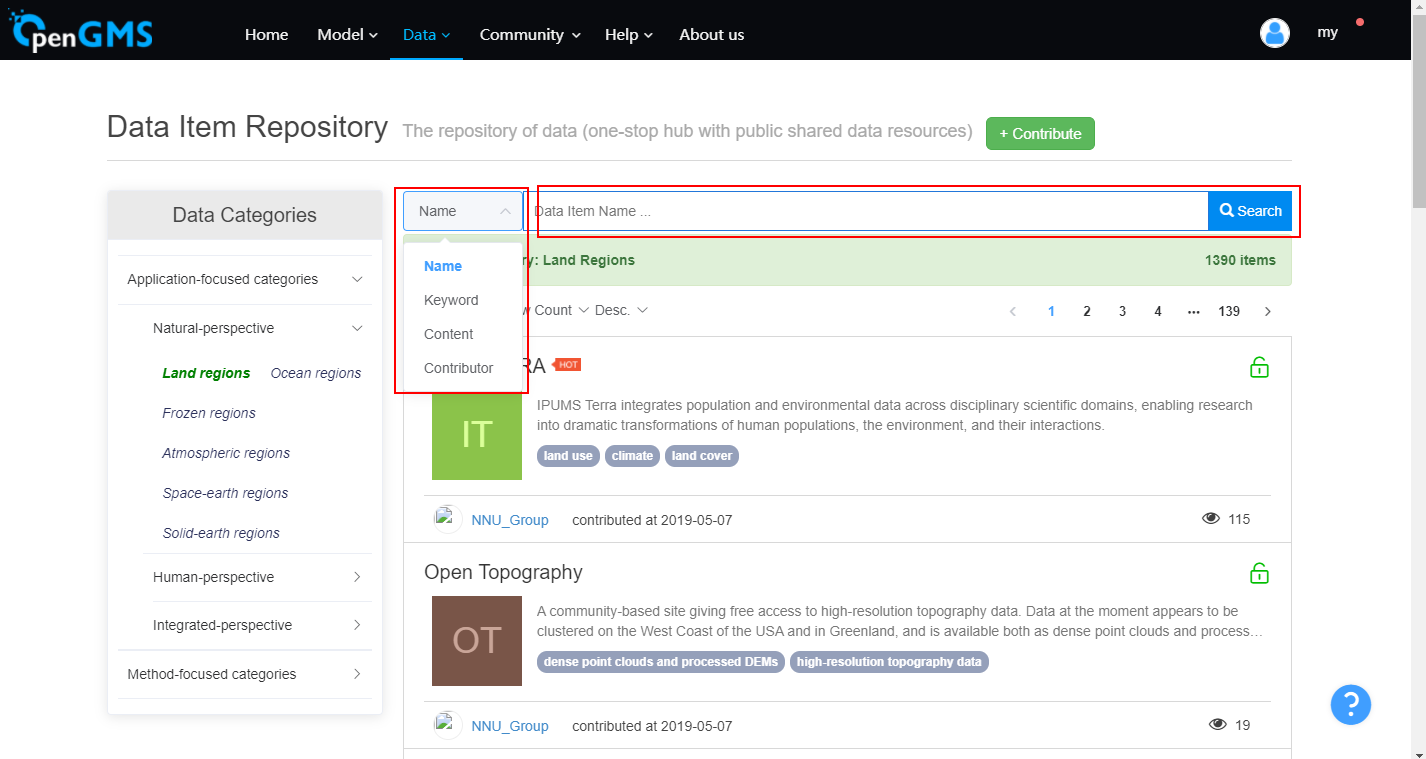 OpenGMS
Home Model Data Community Help About us my
Data Item Repository The repository of data (one-stop hub with public shared data resources) + Contribute
Data Categories
Application-focused categories
Natural-perspective
Land regions Ocean regions
Frozen regions
Atmospheric regions
Space-earth regions
Solid-earth regions
Human-perspective
Integrated-perspective
Method-focused categories
Name Data Item Name ... Search
Name
Keyword
Content
Contributor
ry: Land Regions 1390 items
w Count Desc. 1 2 3 4 ... 139
RA HOT
IT
IPUMS Terra integrates population and environmental data across disciplinary scientific domains, enabling research
into dramatic transformations of human populations, the environment, and their interactions.
land use climate land cover
NNU_Group contributed at 2019-05-07 115
Open Topography
OT
A community-based site giving free access to high-resolution topography data. Data at the moment appears to be
clustered on the West Coast of the USA and in Greenland, and is available both as dense point clouds and process...
dense point clouds and processed DEMs high-resolution topography data
NNU_Group contributed at 2019-05-07 19
?